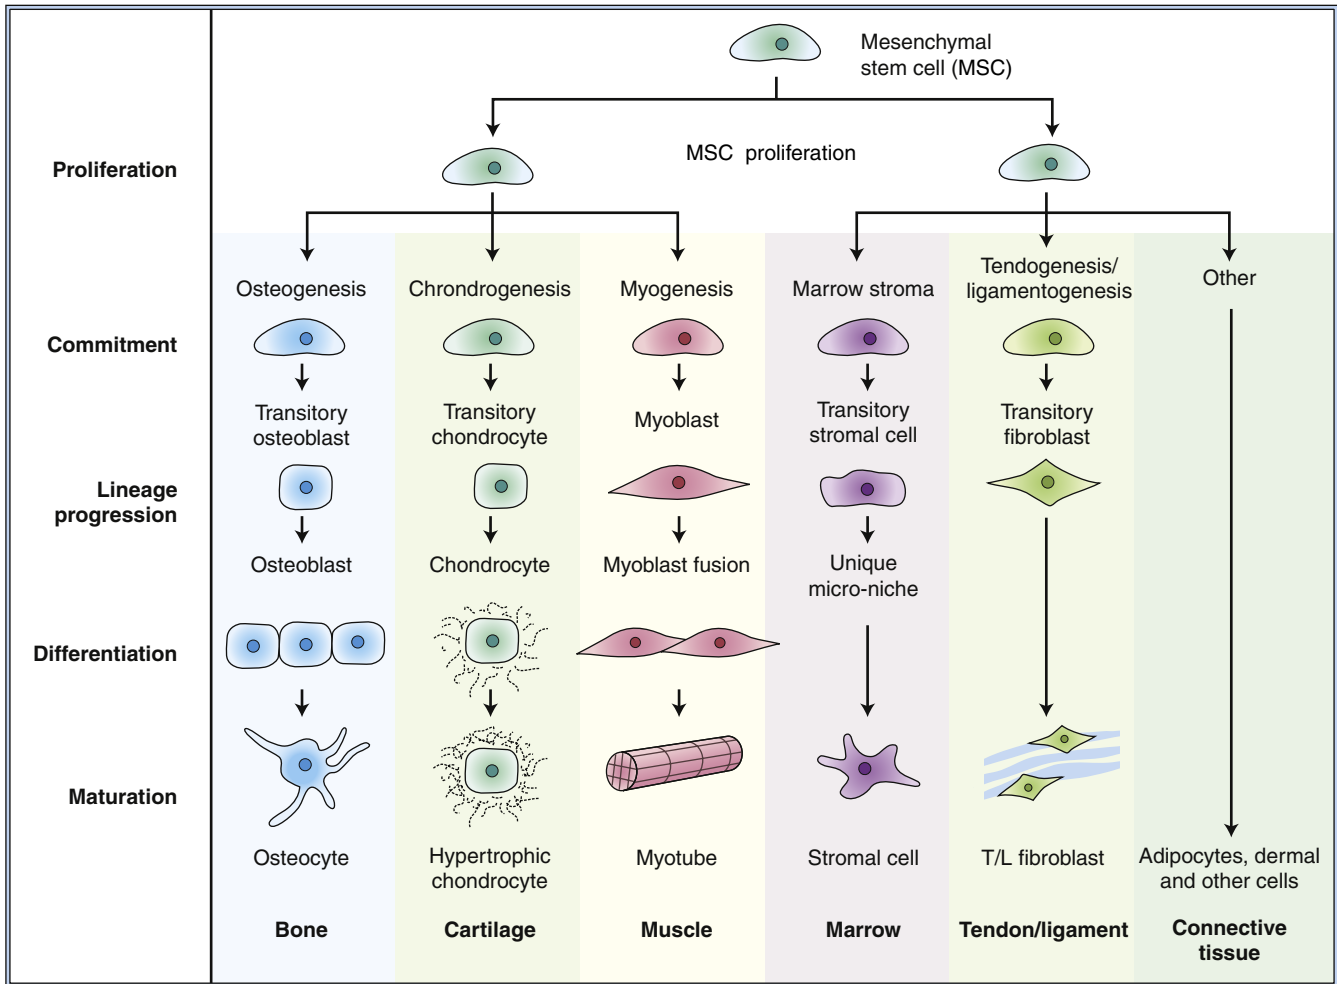 Mesenchymal
stem cell (MSC)
Proliferation
MSC  proliferation
Osteogenesis
Chrondrogenesis
Myogenesis
Marrow stroma
Tendogenesis/
ligamentogenesis
Other
Commitment
Transitory
osteoblast
Transitory
chondrocyte
Myoblast
Transitory
stromal cell
Transitory
fibroblast
Lineage
progression
Osteoblast
Chondrocyte
Myoblast fusion
Unique
micro-niche
Differentiation
Maturation
Osteocyte
Hypertrophic
chondrocyte
Myotube
Stromal cell
T/L fibroblast
Adipocytes, dermal
and other cells
Bone
Cartilage
Muscle
Marrow
Tendon/ligament
Connective
tissue